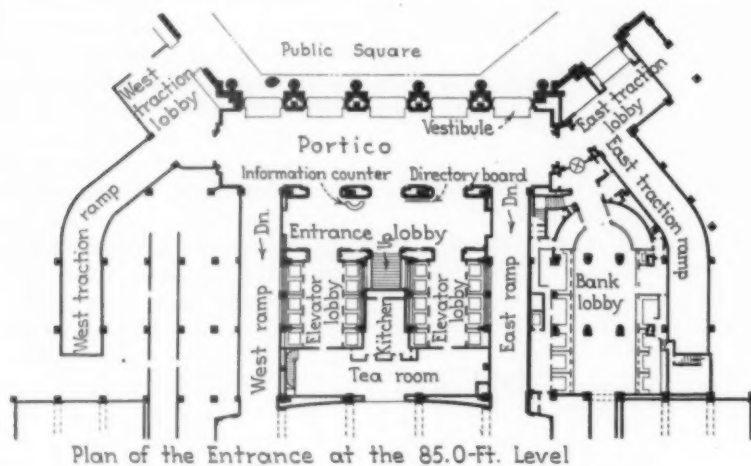 Public Square
West
traction
lobby
East traction
lobby
Vestibule
Portico
Information counter
Directory board
East traction
ramp
West traction ramp
Dn.
Dn.
Entrance lobby
Up
West ramp
Elevator
lobby
Kitchen
Elevator
lobby
East ramp
Bank
lobby
Tea room
Plan of the Entrance at the 85.0-Ft. Level